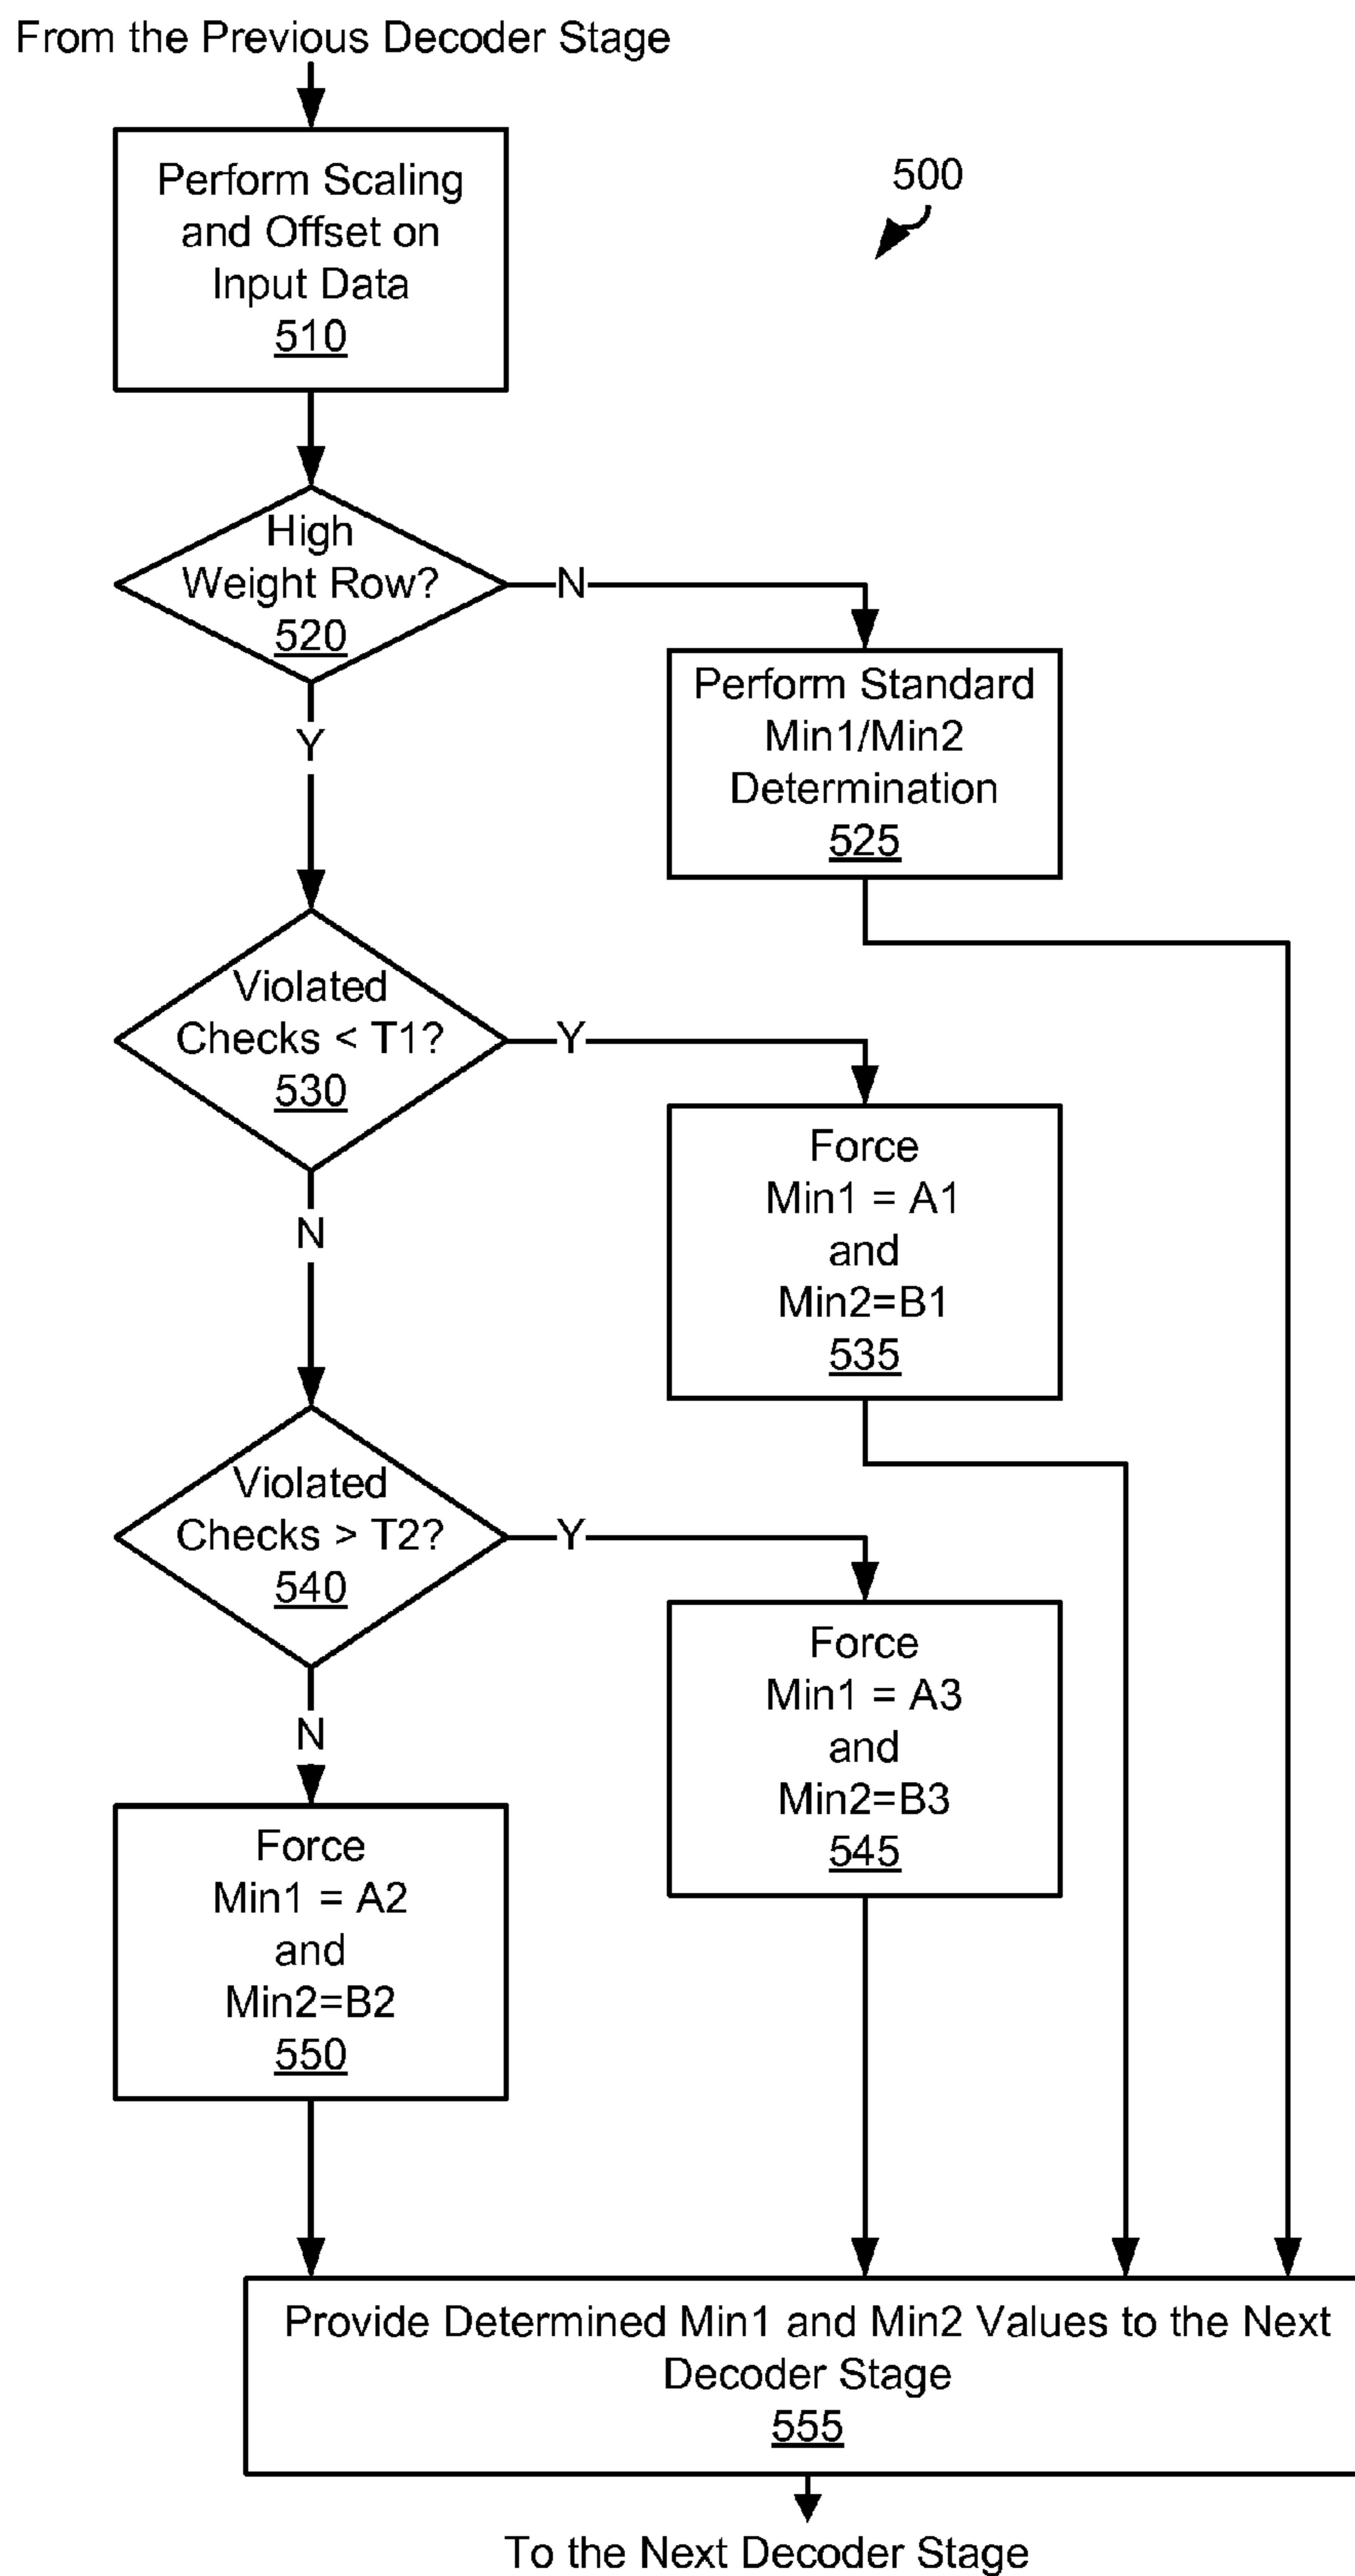 From the Previous Decoder Stage
Perform Scaling
and Offset on
Input Data
510
500
High
Weight Row?
520
N
Y
Perform Standard
Min1/Min2
Determination
525
Violated
Checks < T1?
530
Y
N
Force
Min1 = A1
and
Min2=B1
535
Violated
Checks > T2?
540
Y
N
Force
Min1 = A3
and
Min2=B3
545
Force
Min1 = A2
and
Min2=B2
550
Provide Determined Min1 and Min2 Values to the Next
Decoder Stage
555
To the Next Decoder Stage